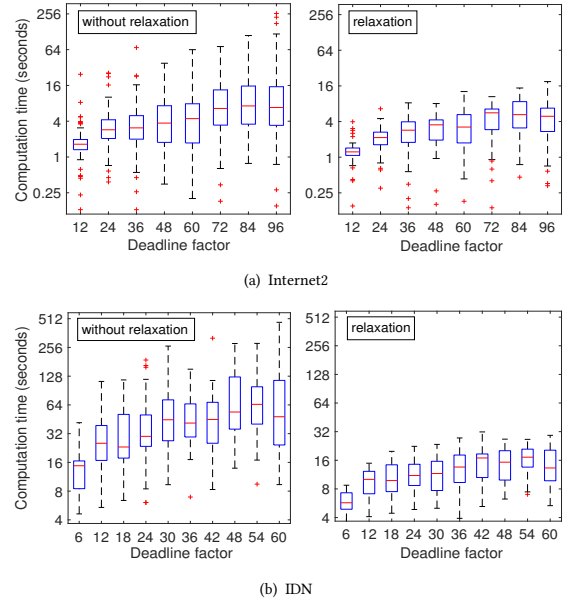 without relaxation
relaxation
Computation time (seconds)
256
64
16
4
1
0.25
256
64
16
4
1
0.25
12 24 36 48 60 72 84 96
12 24 36 48 60 72 84 96
Deadline factor
Deadline factor
(a) Internet2
without relaxation
relaxation
Computation time (seconds)
512
256
128
64
32
16
8
4
512
256
128
64
32
16
8
4
6 12 18 24 30 36 42 48 54 60
6 12 18 24 30 36 42 48 54 60
Deadline factor
Deadline factor
(b) IDN